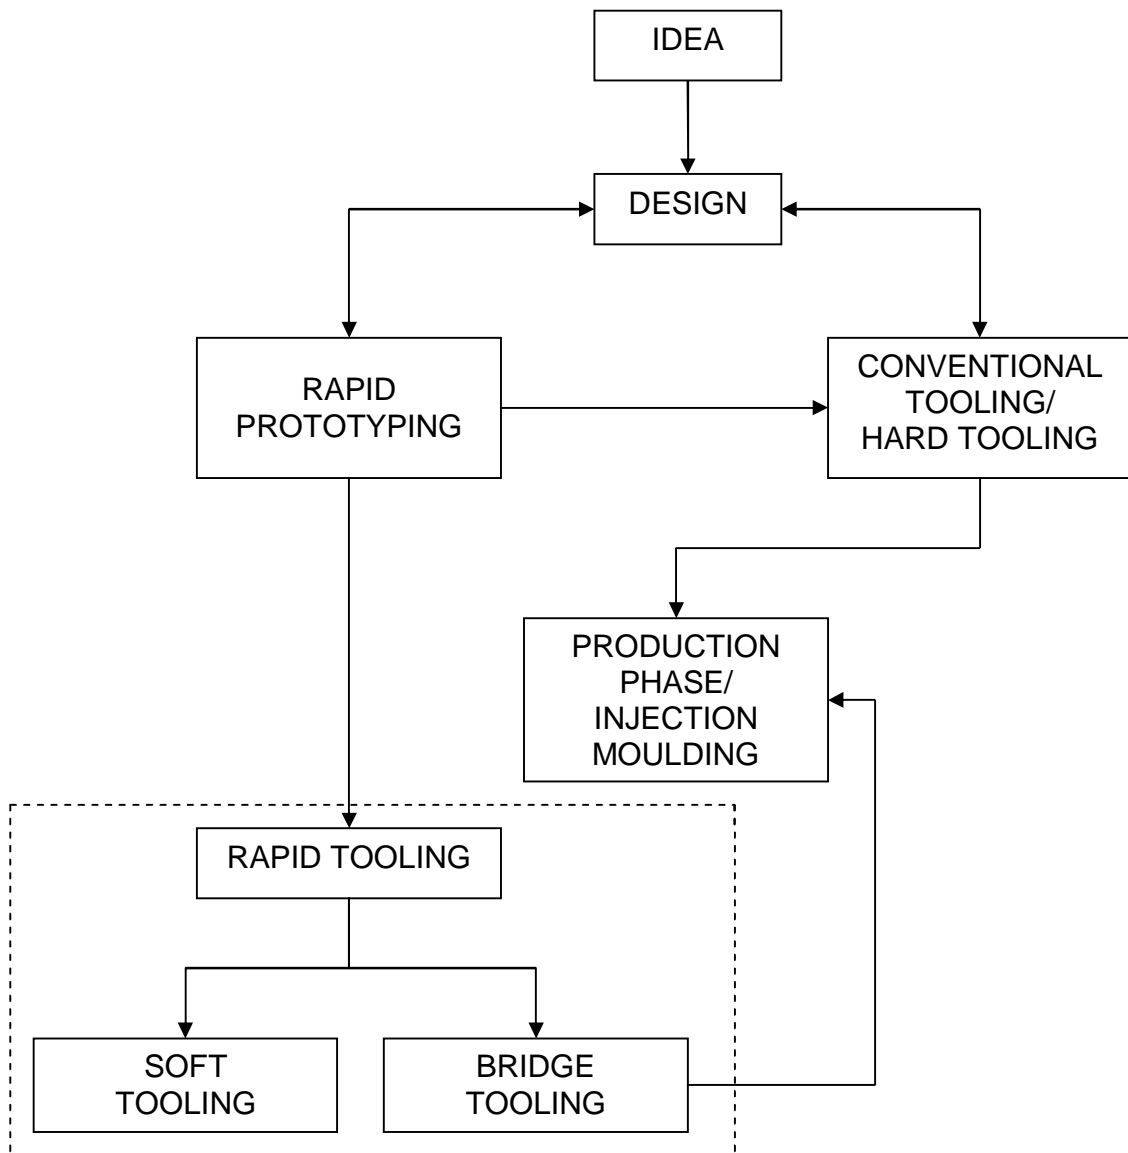 IDEA
DESIGN
RAPID
PROTOTYPING
CONVENTIONAL
TOOLING/
HARD TOOLING
PRODUCTION
PHASE/
INJECTION
MOULDING
RAPID TOOLING
SOFT
TOOLING
BRIDGE
TOOLING